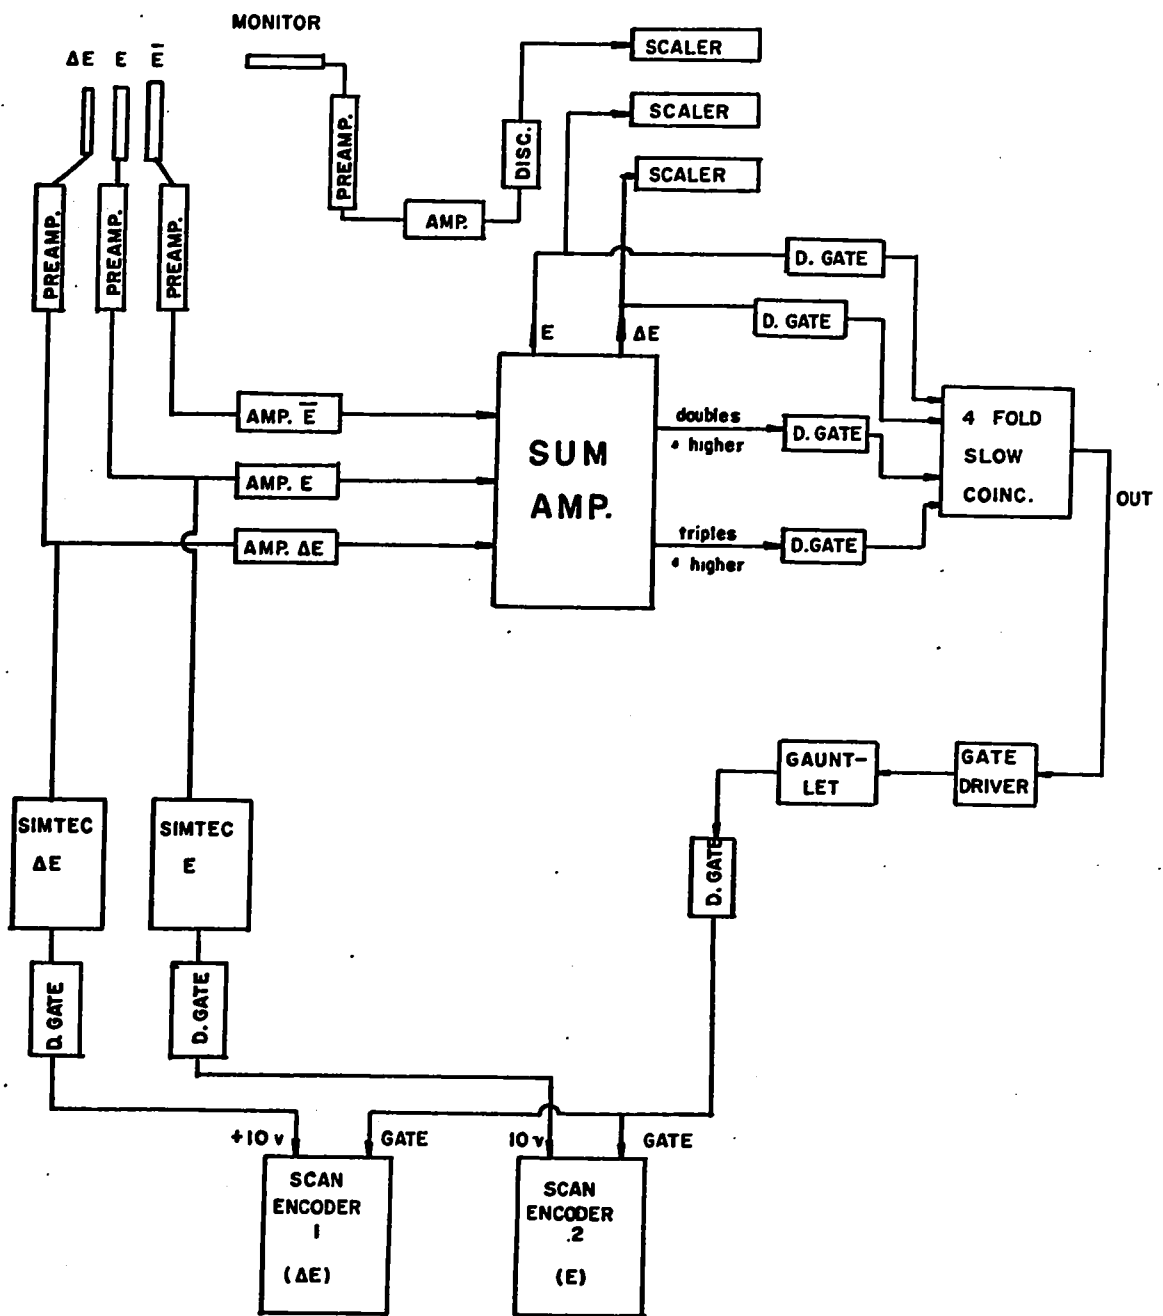 MONITOR
ΔE E E̅
SCALER
SCALER
SCALER
PREAMP.
DISC.
AMP.
PREAMP.
PREAMP.
PREAMP.
D. GATE
D. GATE
E
ΔE
AMP. E̅
AMP. E
AMP. ΔE
SUM
AMP.
doubles
& higher
D. GATE
triples
& higher
D.GATE
4 FOLD
SLOW
COINC.
OUT
GAUNT-
LET
GATE
DRIVER
D. GATE
SIMTEC
ΔE
SIMTEC
E
D. GATE
D. GATE
+10 v
GATE
10 v
GATE
SCAN
ENCODER
1
(ΔE)
SCAN
ENCODER
.2
(E)